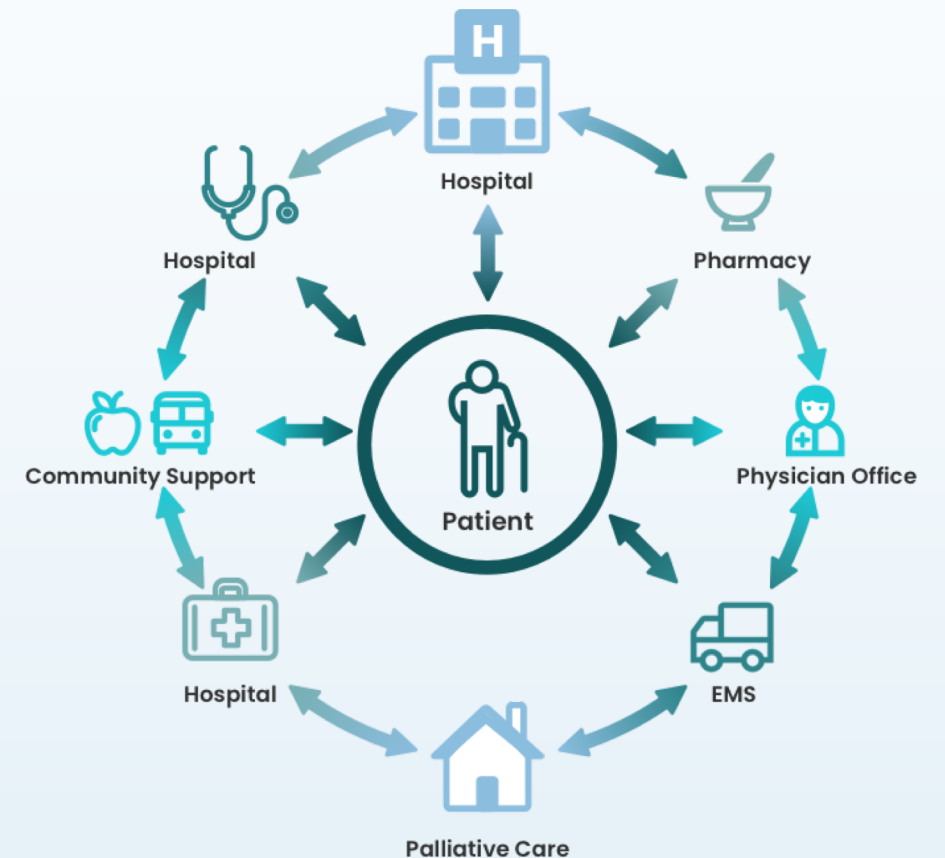 H
Hospital
Hospital
Pharmacy
Community Support
Patient
Physician Office
Hospital
EMS
Palliative Care